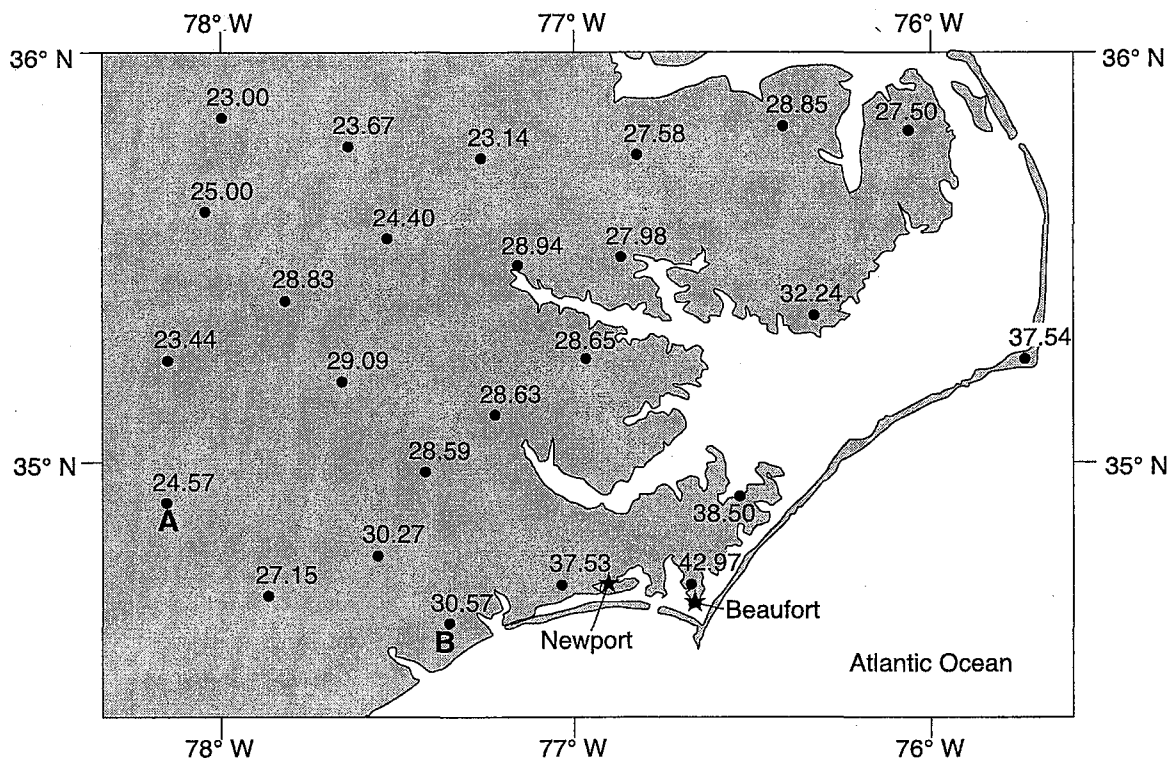 78° W 77° W 76° W
36° N 36° N
23.00
28.85
27.50
23.67
23.14
27.58
25.00
24.40
28.94
27.98
28.83
32.24
23.44
28.65
37.54
29.09
28.63
28.59
35° N 35° N
24.57
A
38.50
30.27
37.53
42.97
27.15
30.57
Beaufort
B
Newport
Atlantic Ocean
78° W 77° W 76° W